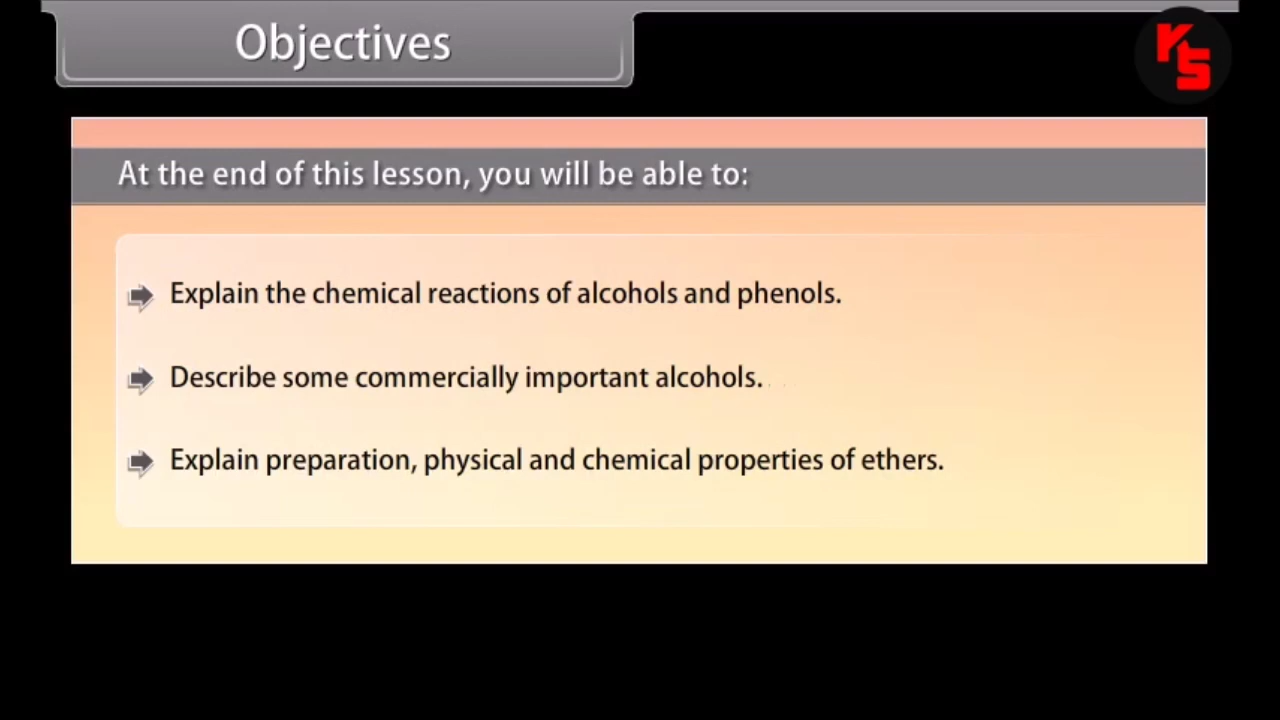 Objectives
KS
At the end of this lesson, you will be able to:
Explain the chemical reactions of alcohols and phenols.
Describe some commercially important alcohols.
Explain preparation, physical and chemical properties of ethers.